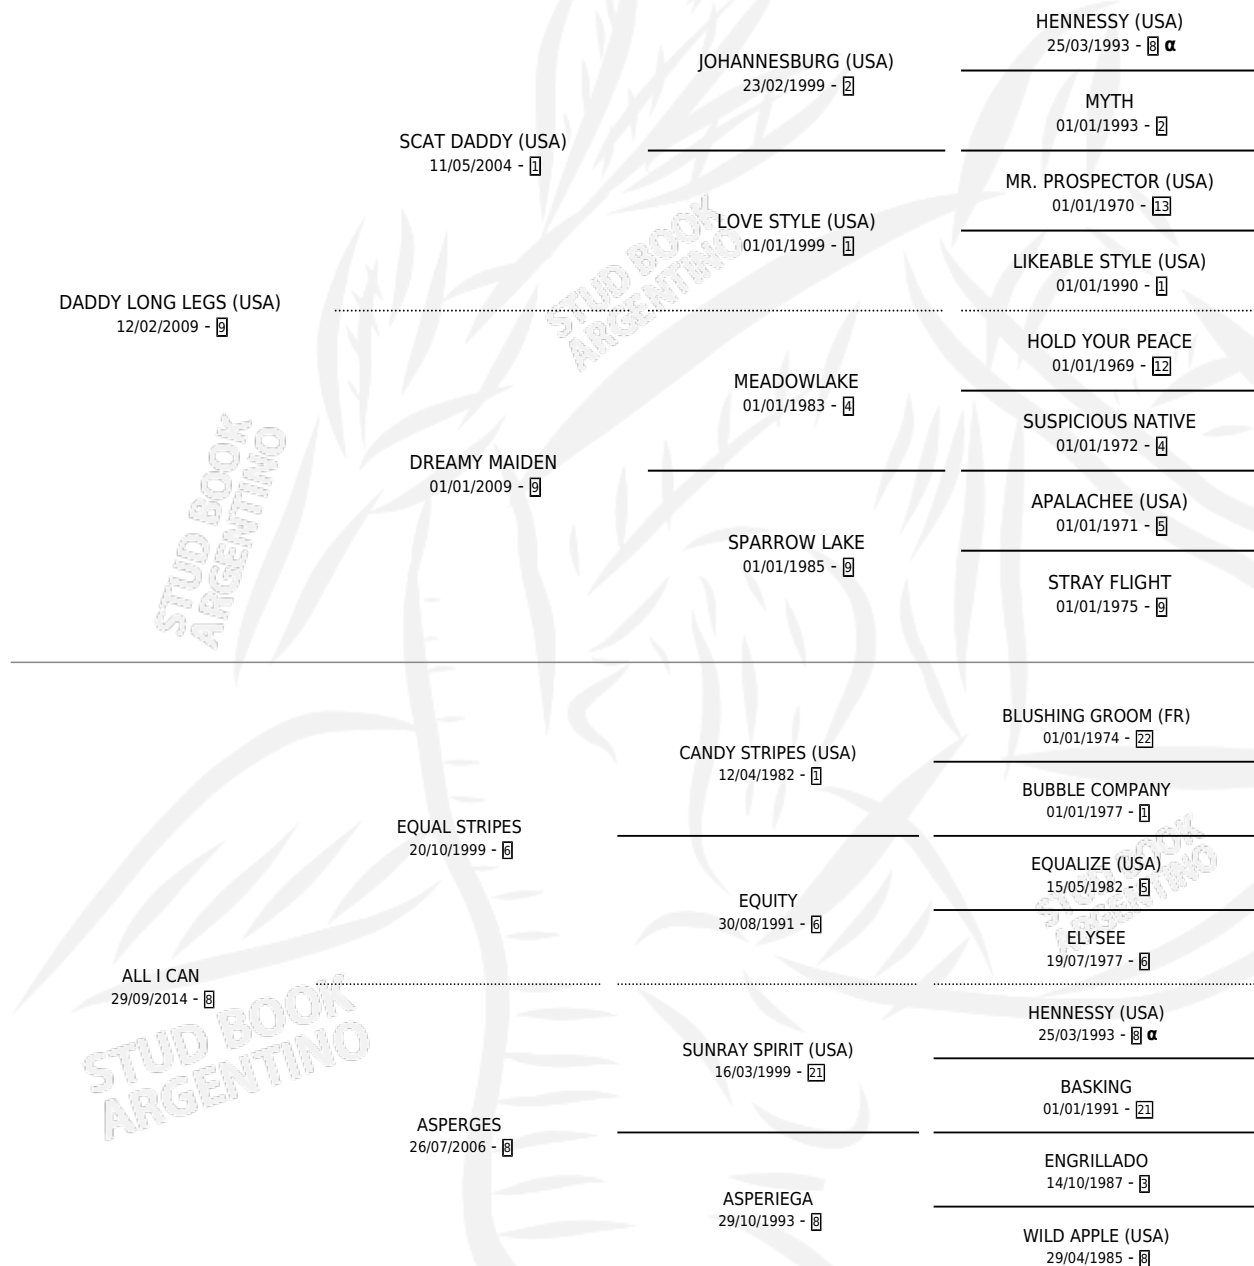 HENNESSY (USA)
25/03/1993 - 8 α
JOHANNESBURG (USA)
23/02/1999 - 2
MYTH
01/01/1993 - 2
SCAT DADDY (USA)
11/05/2004 - 1
MR. PROSPECTOR (USA)
01/01/1970 - 13
LOVE STYLE (USA)
01/01/1999 - 1
LIKEABLE STYLE (USA)
01/01/1990 - 1
DADDY LONG LEGS (USA)
12/02/2009 - 9
HOLD YOUR PEACE
01/01/1969 - 12
MEADOWLAKE
01/01/1983 - 4
SUSPICIOUS NATIVE
01/01/1972 - 4
DREAMY MAIDEN
01/01/2009 - 9
APALACHEE (USA)
01/01/1971 - 5
SPARROW LAKE
01/01/1985 - 9
STRAY FLIGHT
01/01/1975 - 9
STUD BOOK
ARGENTINO
STUD BOOK
ARGENTINO
BLUSHING GROOM (FR)
01/01/1974 - 22
CANDY STRIPES (USA)
12/04/1982 - 1
BUBBLE COMPANY
01/01/1977 - 1
EQUAL STRIPES
20/10/1999 - 6
EQUALIZE (USA)
15/05/1982 - 5
EQUITY
30/08/1991 - 6
ELYSEE
19/07/1977 - 6
ALL I CAN
29/09/2014 - 8
HENNESSY (USA)
25/03/1993 - 8 α
SUNRAY SPIRIT (USA)
16/03/1999 - 21
BASKING
01/01/1991 - 21
ASPERGES
26/07/2006 - 8
ENGRILLADO
14/10/1987 - 3
ASPERIEGA
29/10/1993 - 8
WILD APPLE (USA)
29/04/1985 - 8
STUD BOOK
ARGENTINO
STUD BOOK
ARGENTINO